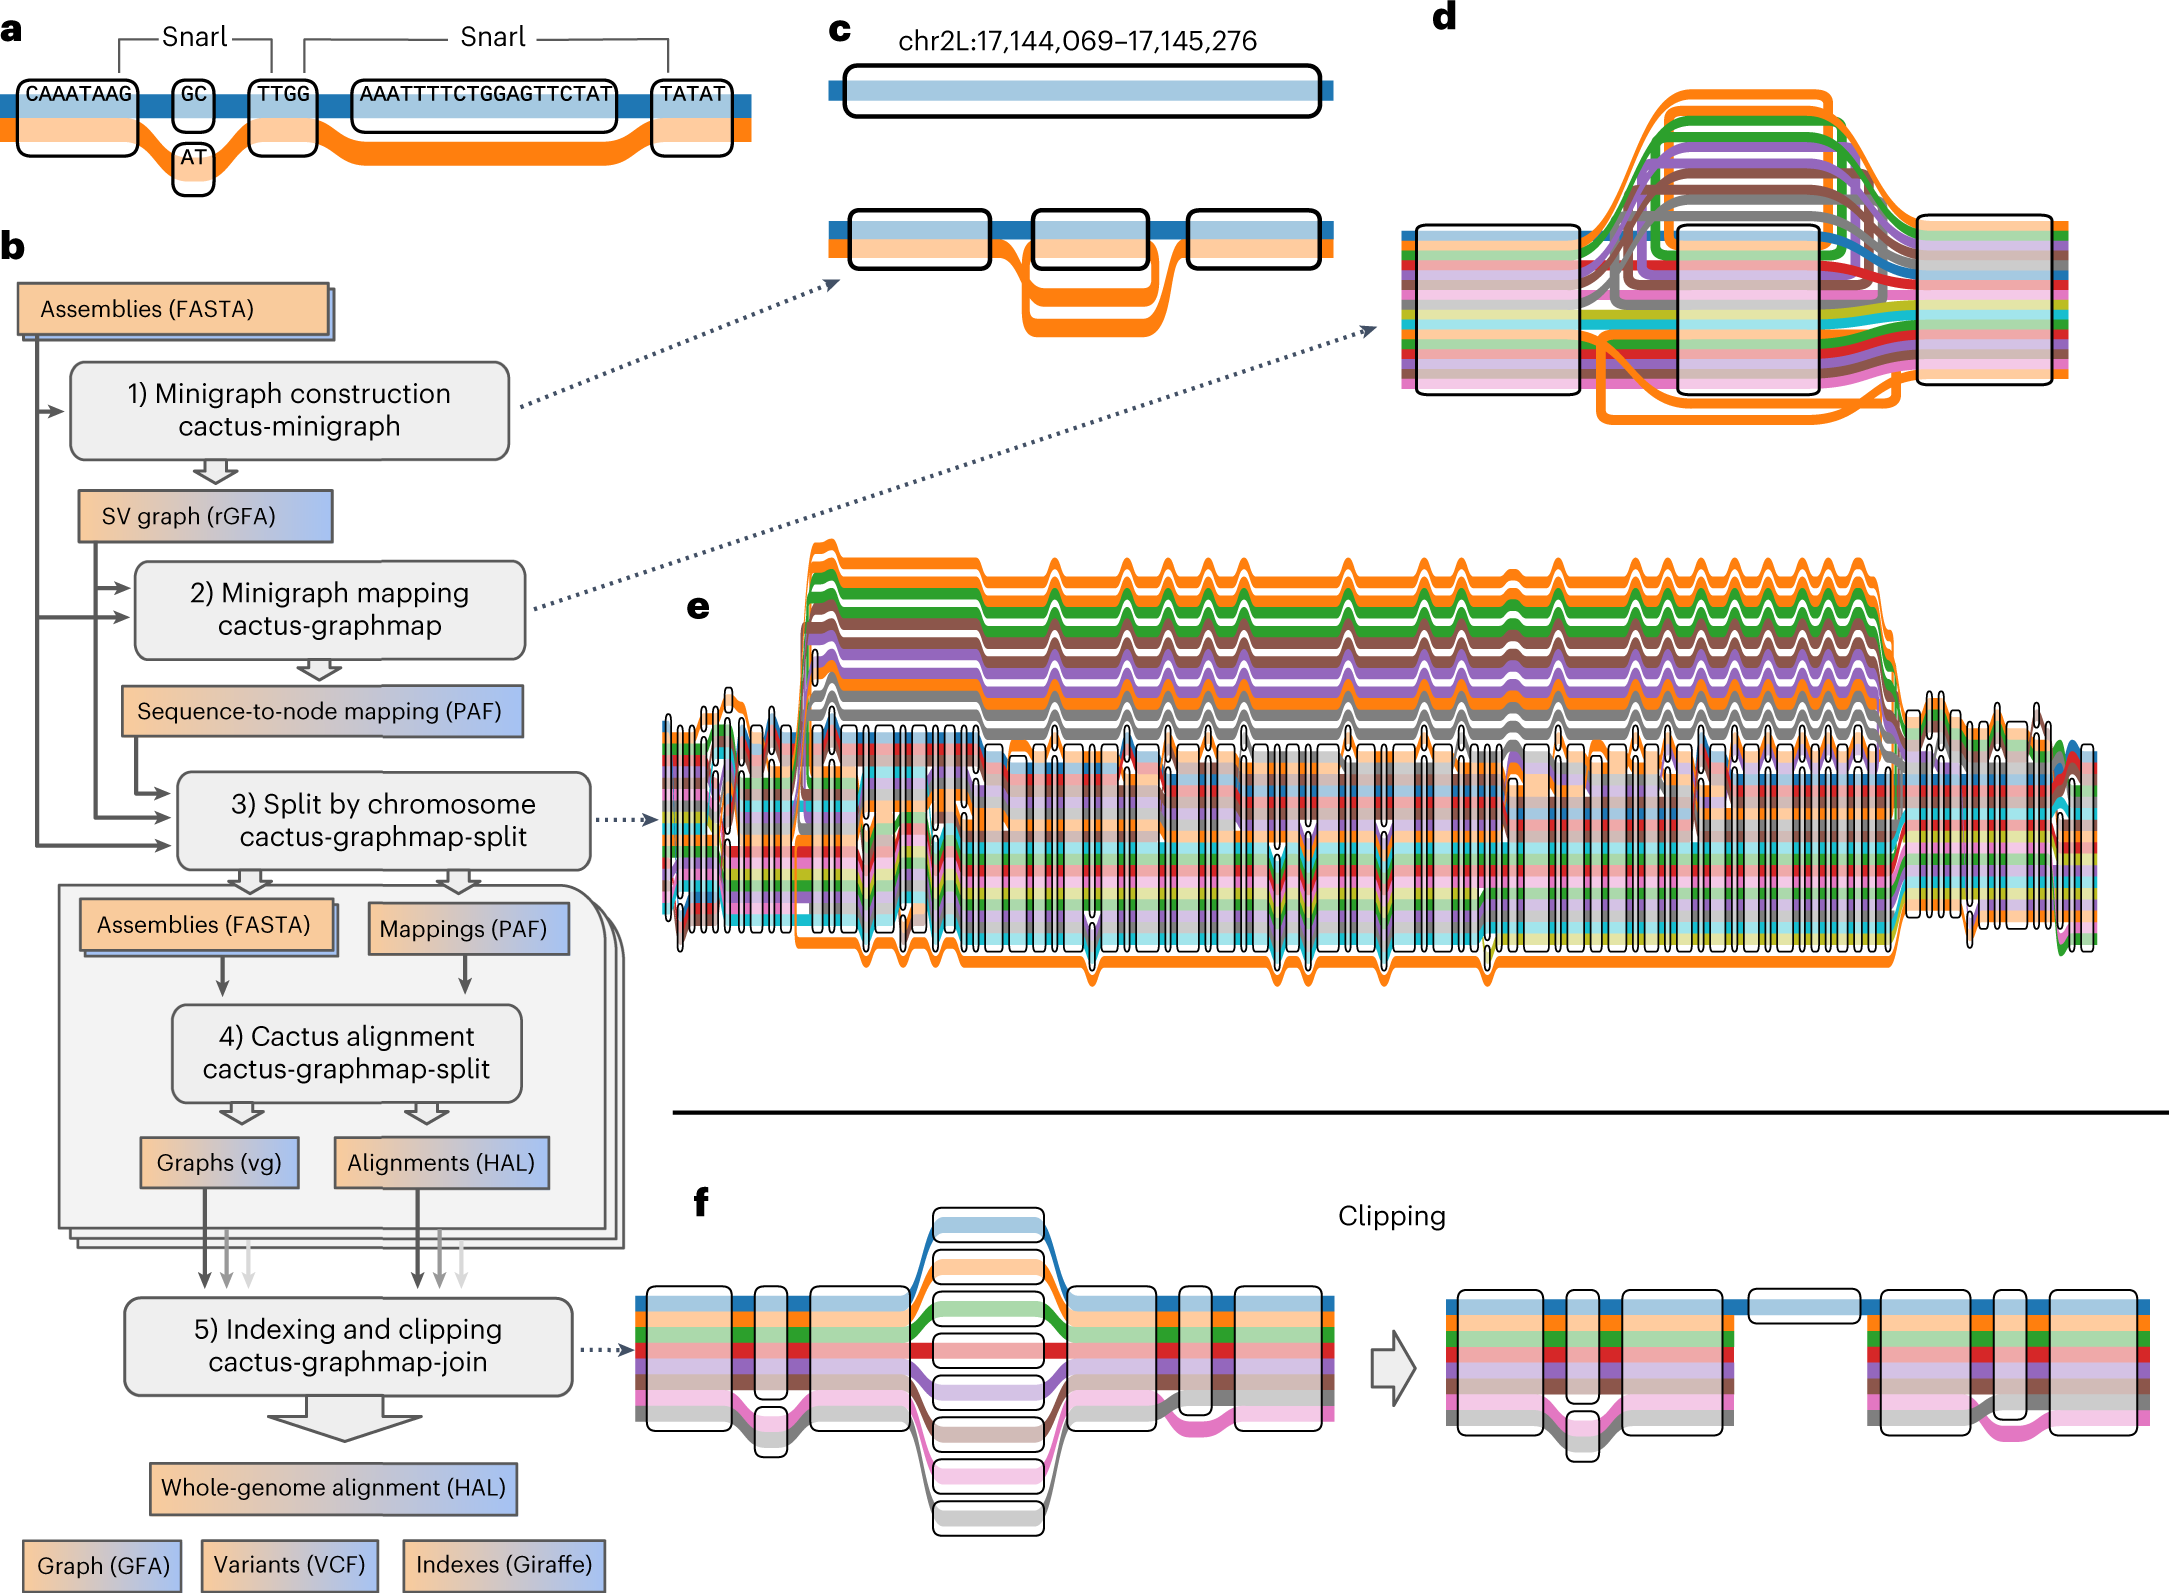 a
Snarl
Snarl
CAAATAAG
GC
TTGG
AAATTTTCTGGAGTTCTAT
TATAT
AT
b
Assemblies (FASTA)
1) Minigraph construction
cactus-minigraph
SV graph (rGFA)
2) Minigraph mapping
cactus-graphmap
Sequence-to-node mapping (PAF)
3) Split by chromosome
cactus-graphmap-split
Assemblies (FASTA)
Mappings (PAF)
4) Cactus alignment
cactus-graphmap-split
Graphs (vg)
Alignments (HAL)
5) Indexing and clipping
cactus-graphmap-join
Whole-genome alignment (HAL)
Graph (GFA)
Variants (VCF)
Indexes (Giraffe)
c
chr2L:17,144,069–17,145,276
d
e
f
Clipping